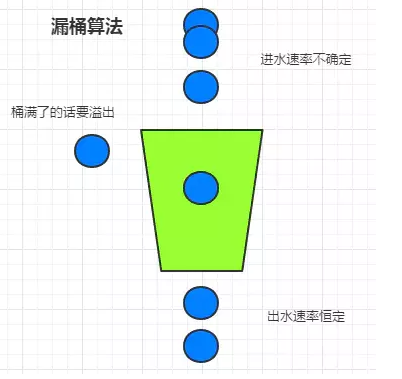 漏桶算法
进水速率不确定
桶满了的话要溢出
出水速率恒定